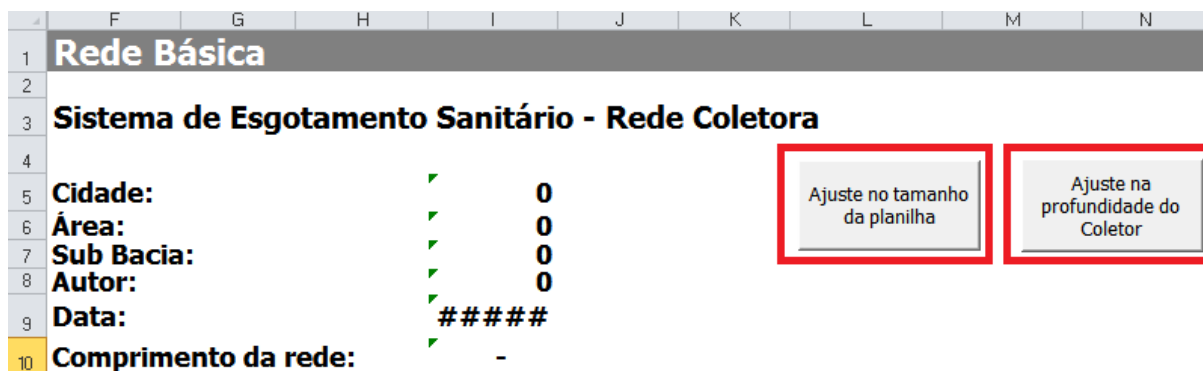 F G H I J K L M N
1 Rede Básica
2
3 Sistema de Esgotamento Sanitário - Rede Coletora
4
5 Cidade: 0
6 Área: 0
7 Sub Bacia: 0
8 Autor: 0
9 Data: #####
10 Comprimento da rede: -
Ajuste no tamanho
da planilha
Ajuste na
profundidade do
Coletor